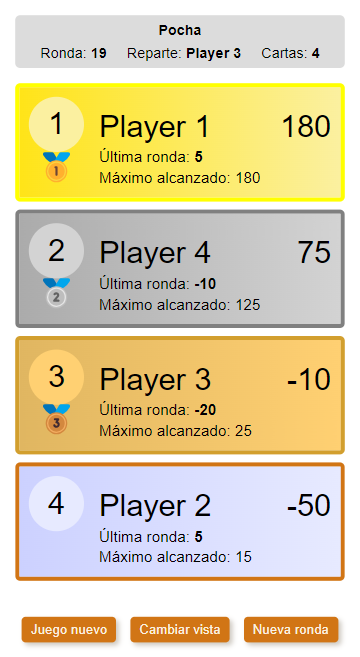 Pocha
Ronda: 19 Reparte: Player 3 Cartas: 4
1 Player 1 180
Última ronda: 5
1 Máximo alcanzado: 180
2 Player 4 75
Última ronda: -10
2 Máximo alcanzado: 125
3 Player 3 -10
Última ronda: -20
3 Máximo alcanzado: 25
4 Player 2 -50
Última ronda: 5
Máximo alcanzado: 15
Juego nuevo Cambiar vista Nueva ronda